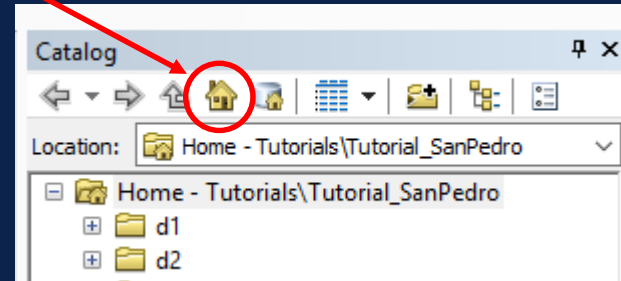 Catalog
Location: Home - Tutorials\Tutorial_SanPedro
Home - Tutorials\Tutorial_SanPedro
d1
d2